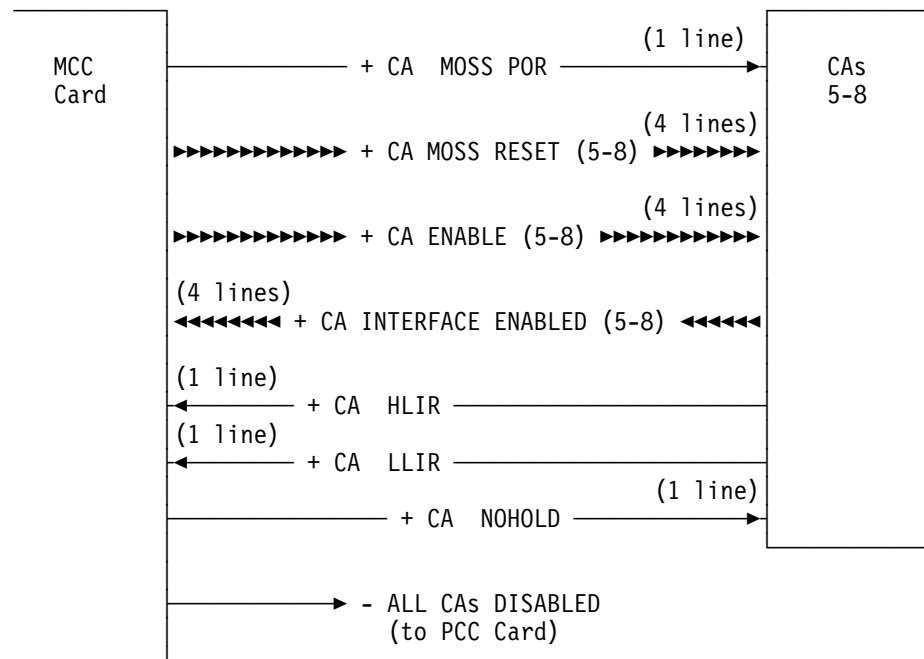 (1 line)
MCC + CA MOSS POR CAs
Card 5-8
(4 lines)
+ CA MOSS RESET (5-8)
(4 lines)
+ CA ENABLE (5-8)
(4 lines)
+ CA INTERFACE ENABLED (5-8)
(1 line)
+ CA HLIR
(1 line)
+ CA LLIR
(1 line)
+ CA NOHOLD
- ALL CAs DISABLED
(to PCC Card)